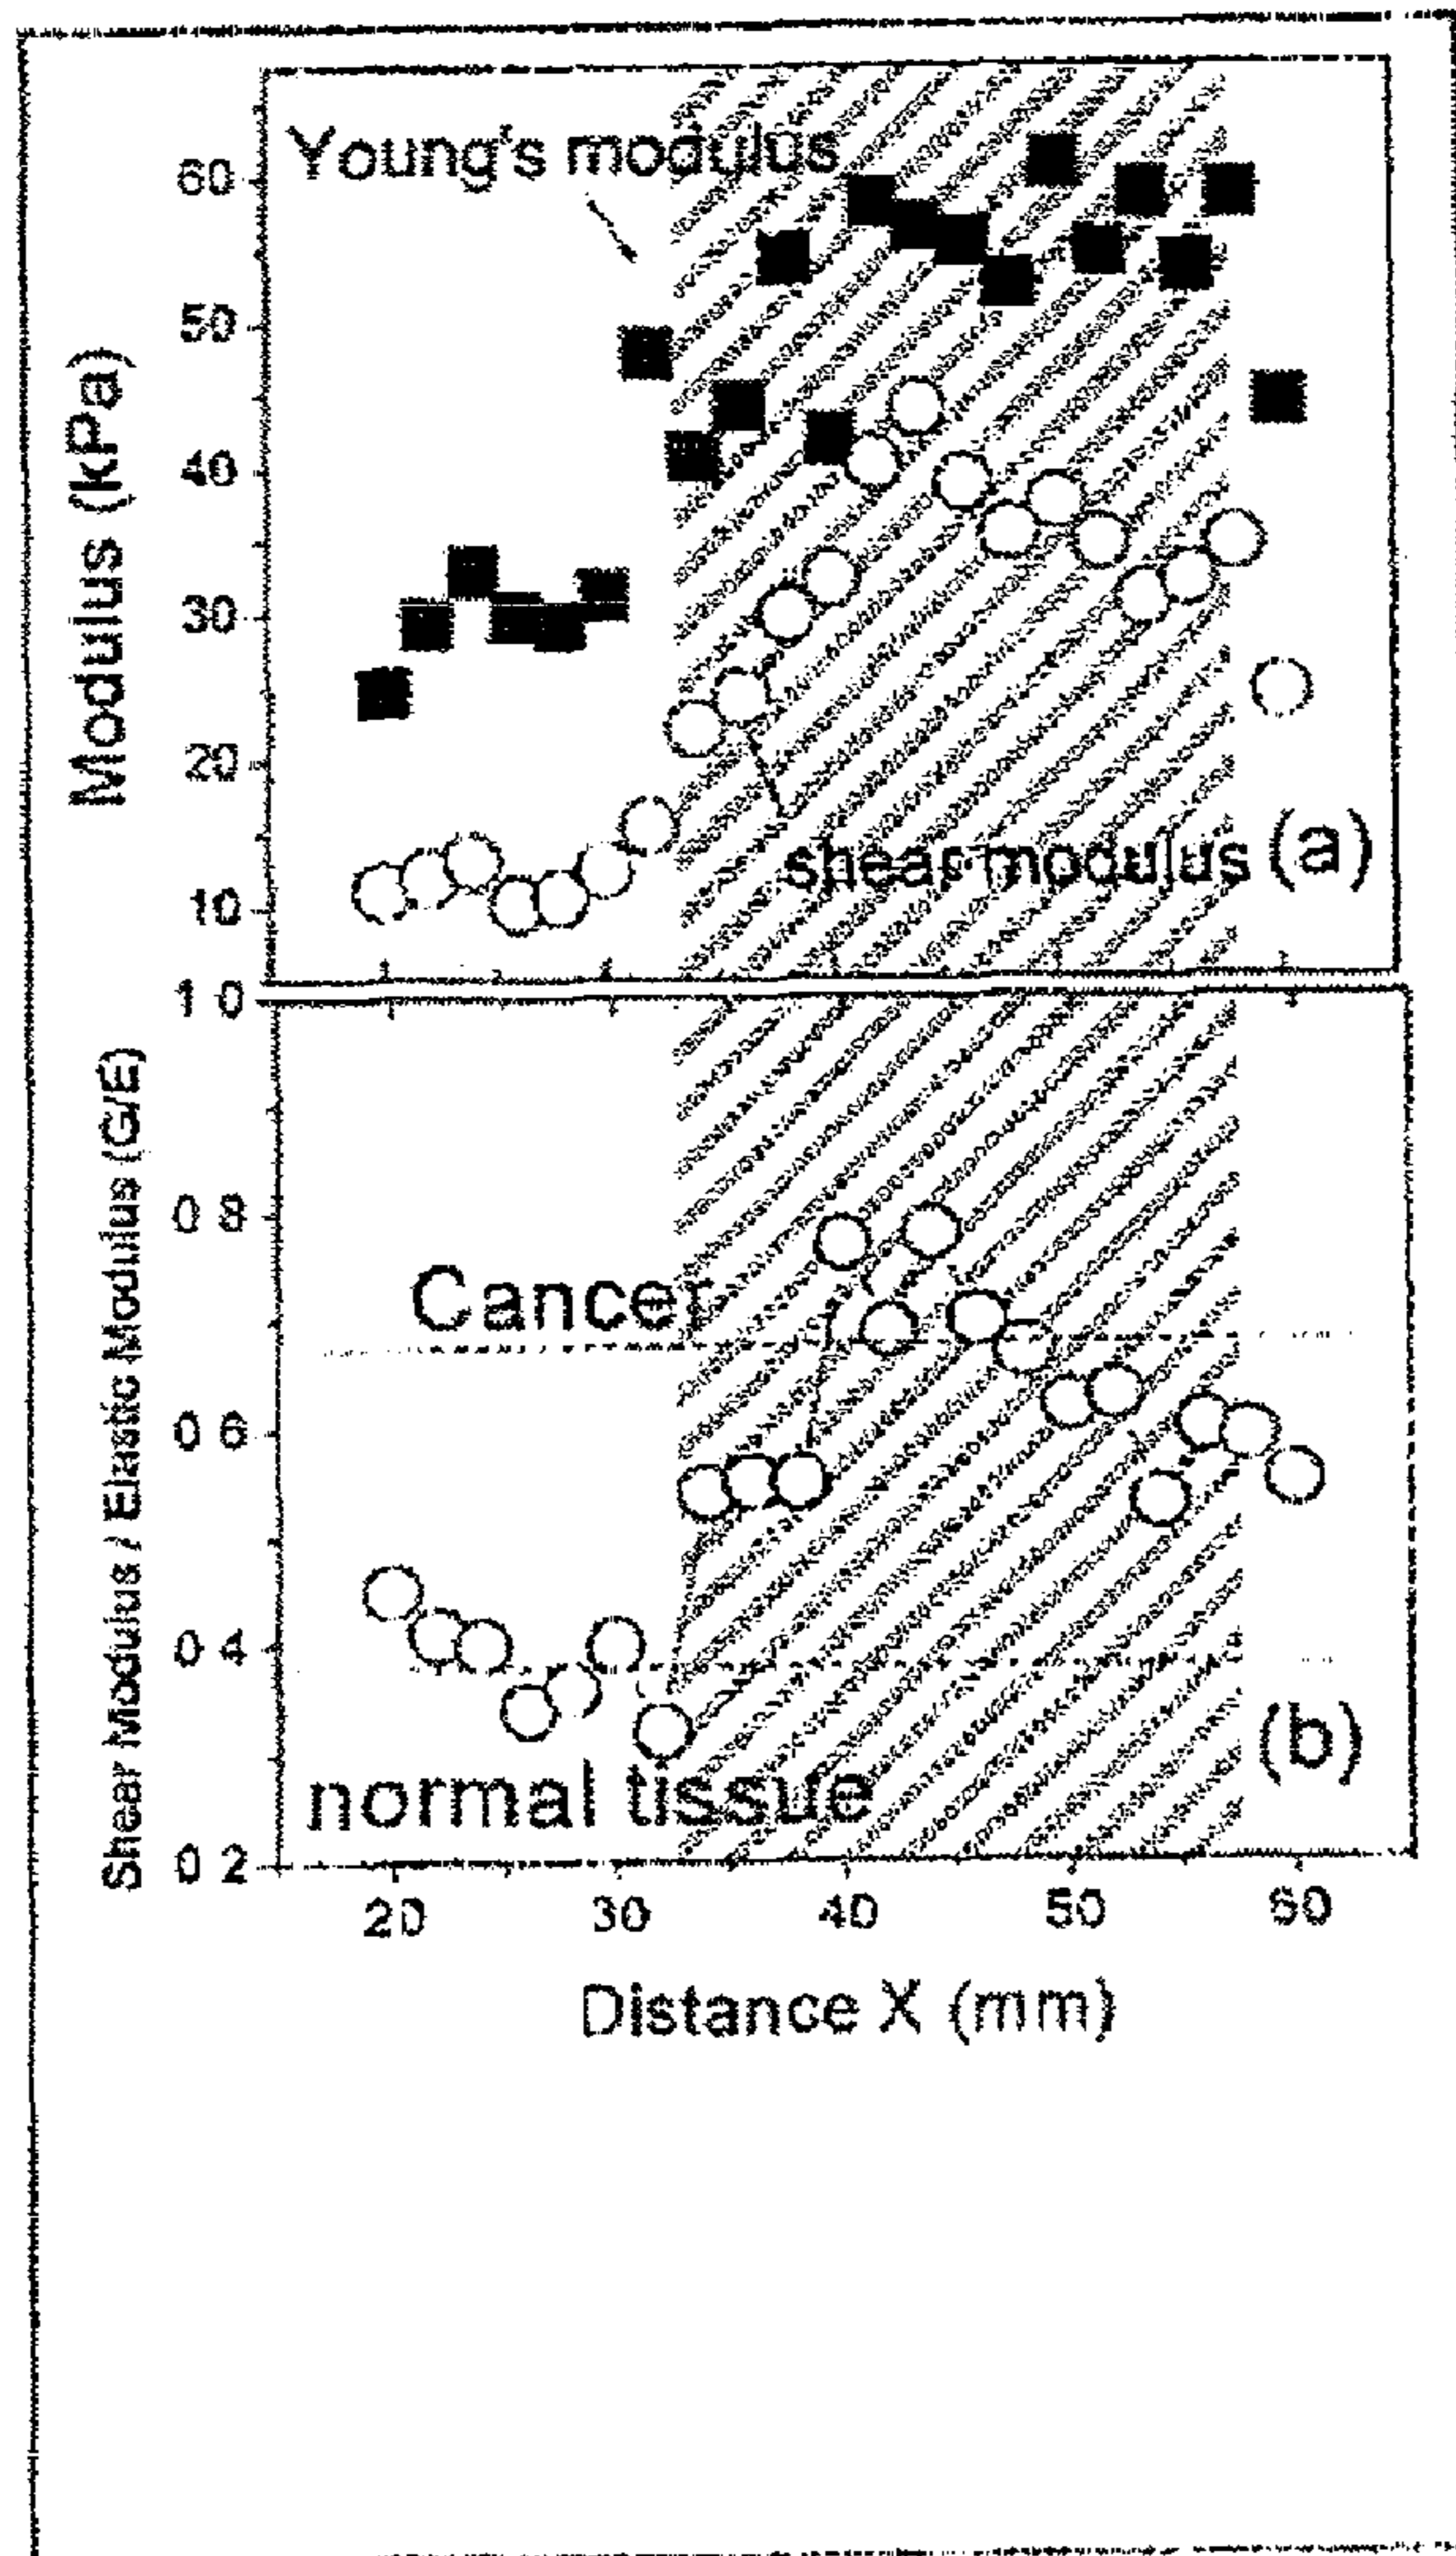 Young's modulus
60
50
40
30
20
10
Modulus (kPa)
shear modulus (a)
1 0
0 8
0 6
0 4
0 2
Shear Modulus / Elastic Modulus (G/E)
Cancer
normal tissue
(b)
20 30 40 50 60
Distance X (mm)